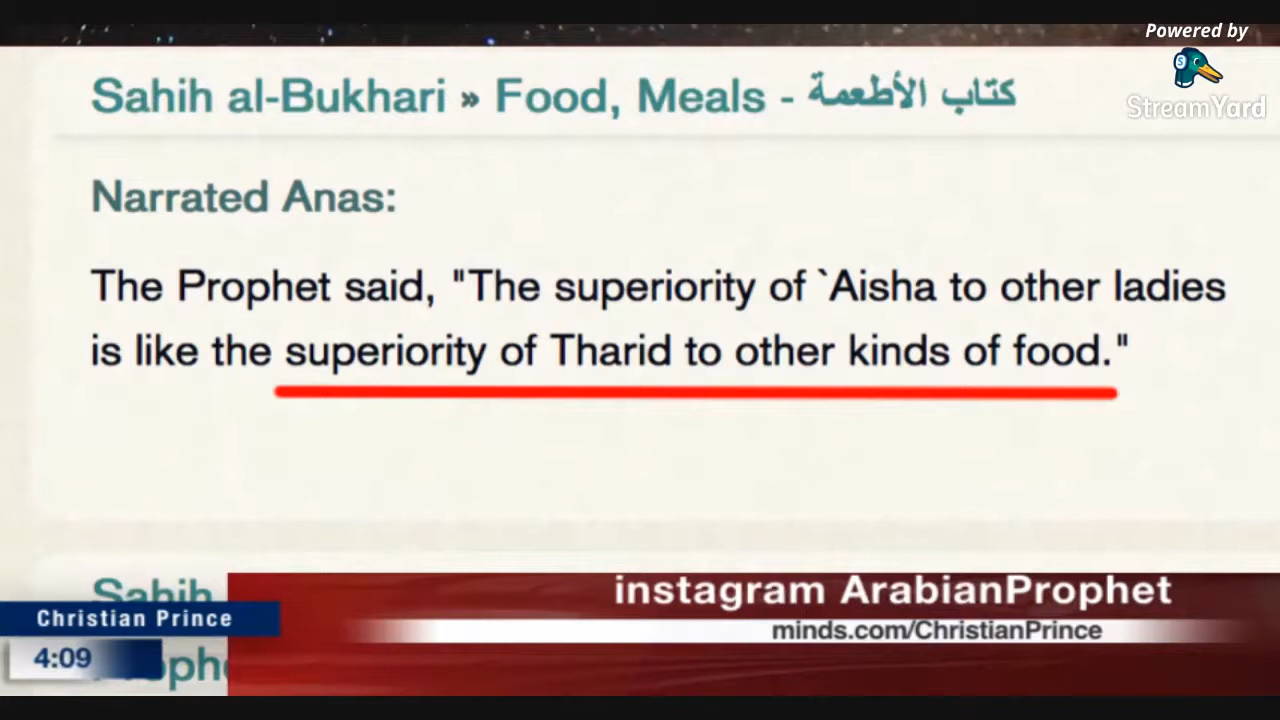 Powered by
StreamYard
Sahih al-Bukhari » Food, Meals - كتاب الأطعمة
Narrated Anas:
The Prophet said, "The superiority of `Aisha to other ladies
is like the superiority of Tharid to other kinds of food."
Sahih
instagram ArabianProphet
Christian Prince
minds.com/ChristianPrince
4:09